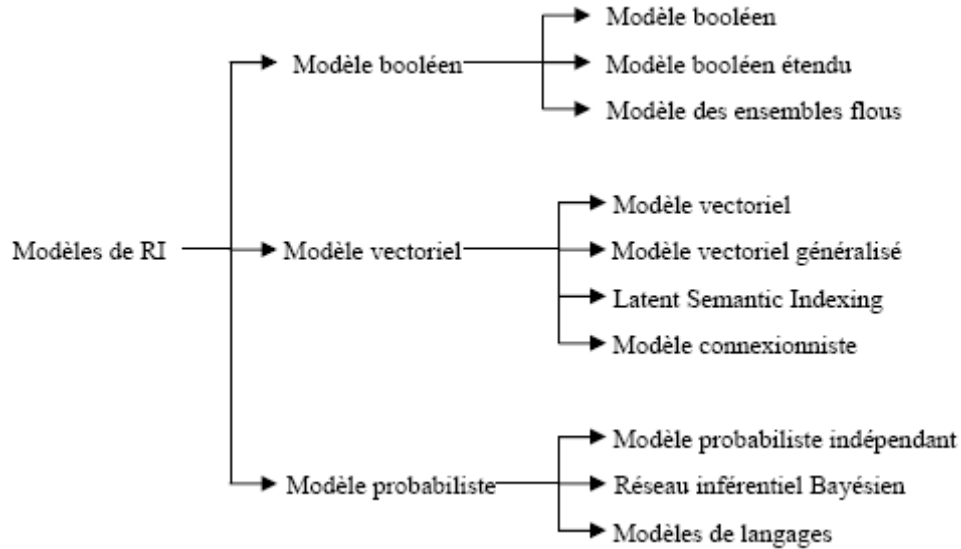 Modèle booléen
Modèle booléen
Modèle booléen étendu
Modèle des ensembles flous
Modèle vectoriel
Modèles de RI
Modèle vectoriel
Modèle vectoriel généralisé
Latent Semantic Indexing
Modèle connexionniste
Modèle probabiliste indépendant
Modèle probabiliste
Réseau inférentiel Bayésien
Modèles de langages